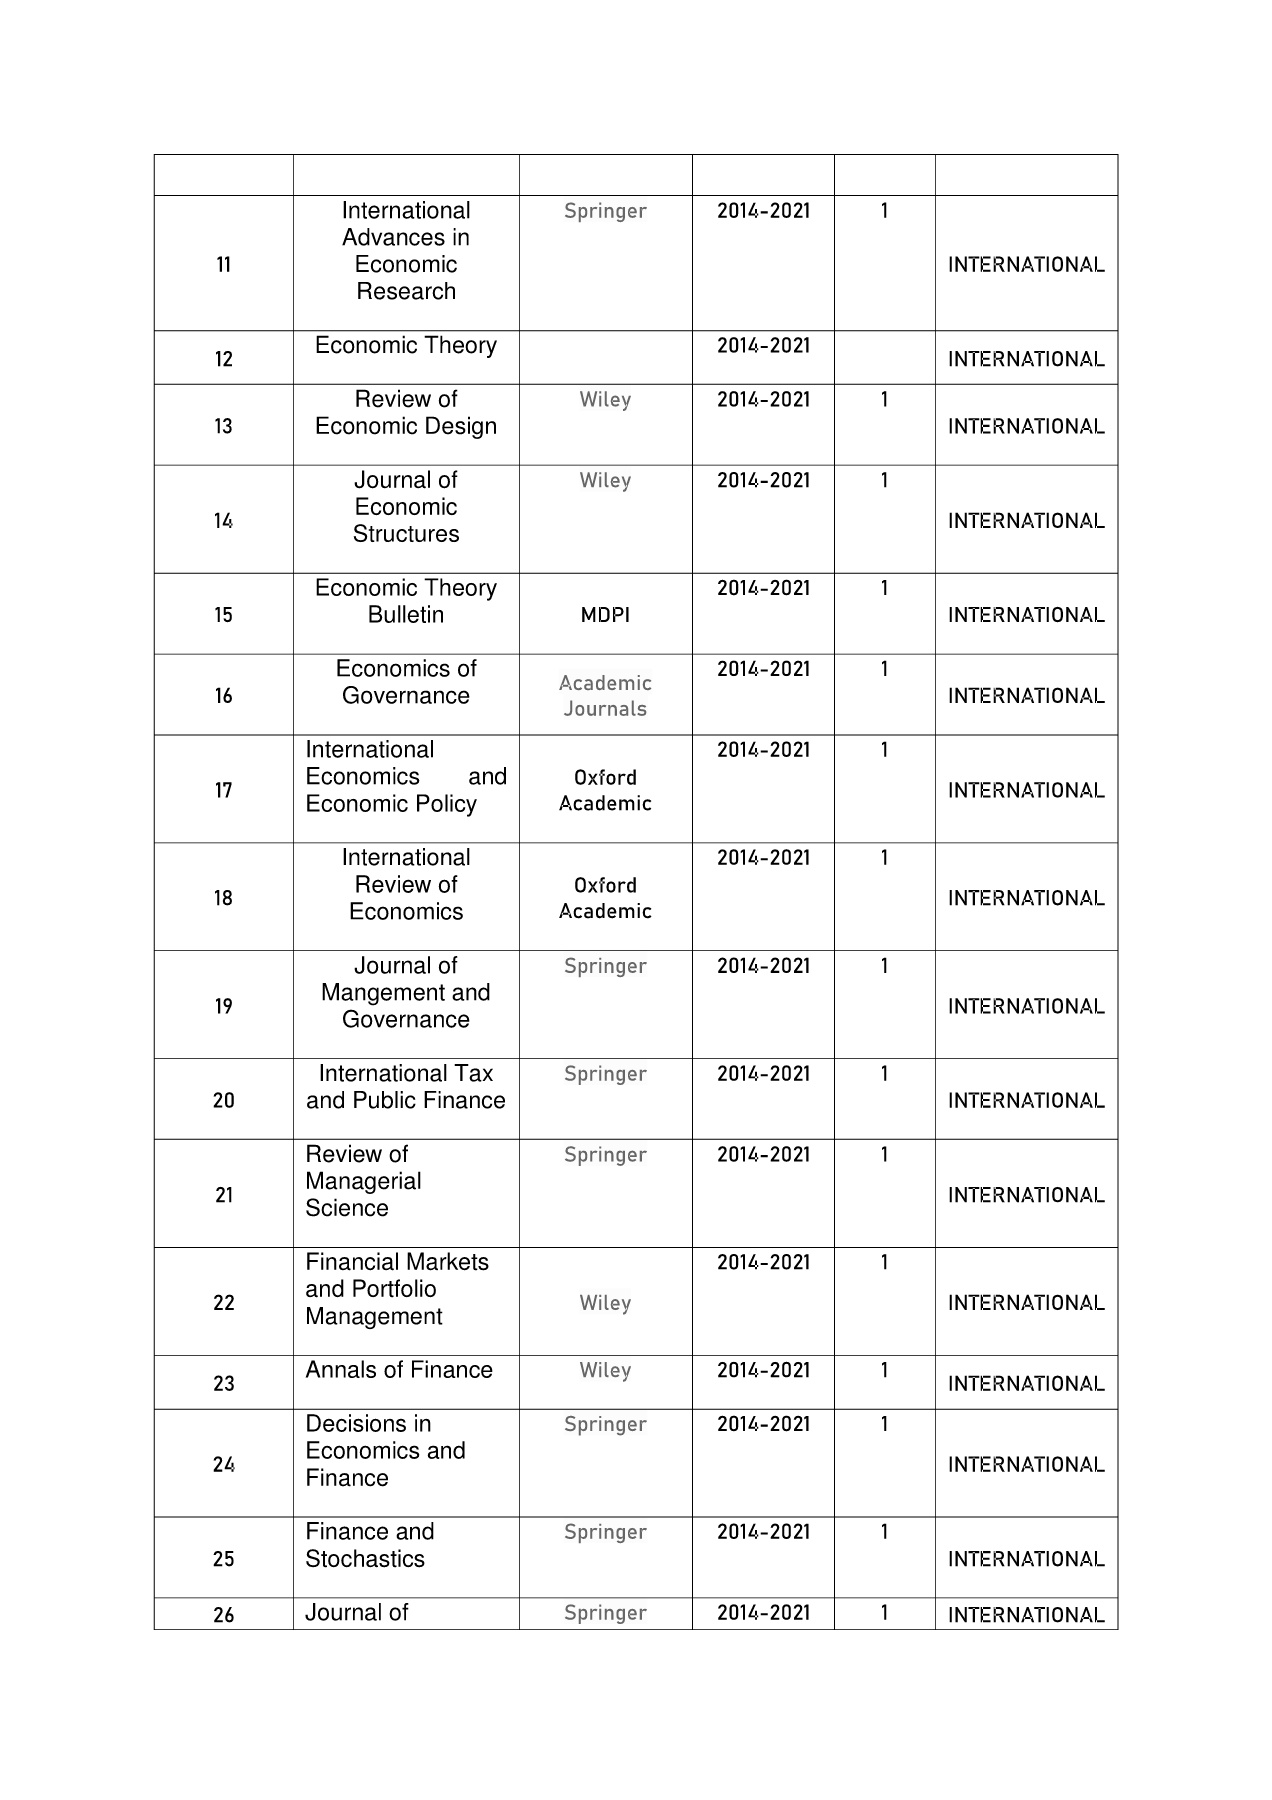 11
International
Advances in
Economic
Research
Springer
2014-2021
1
INTERNATIONAL
12
Economic Theory
2014-2021
INTERNATIONAL
13
Review of
Economic Design
Wiley
2014-2021
1
INTERNATIONAL
14
Journal of
Economic
Structures
Wiley
2014-2021
1
INTERNATIONAL
15
Economic Theory
Bulletin
MDPI
2014-2021
1
INTERNATIONAL
16
Economics of
Governance
Academic
Journals
2014-2021
1
INTERNATIONAL
17
International
Economics and
Economic Policy
Oxford
Academic
2014-2021
1
INTERNATIONAL
18
International
Review of
Economics
Oxford
Academic
2014-2021
1
INTERNATIONAL
19
Journal of
Mangement and
Governance
Springer
2014-2021
1
INTERNATIONAL
20
International Tax
and Public Finance
Springer
2014-2021
1
INTERNATIONAL
21
Review of
Managerial
Science
Springer
2014-2021
1
INTERNATIONAL
22
Financial Markets
and Portfolio
Management
Wiley
2014-2021
1
INTERNATIONAL
23
Annals of Finance
Wiley
2014-2021
1
INTERNATIONAL
24
Decisions in
Economics and
Finance
Springer
2014-2021
1
INTERNATIONAL
25
Finance and
Stochastics
Springer
2014-2021
1
INTERNATIONAL
26
Journal of
Springer
2014-2021
1
INTERNATIONAL